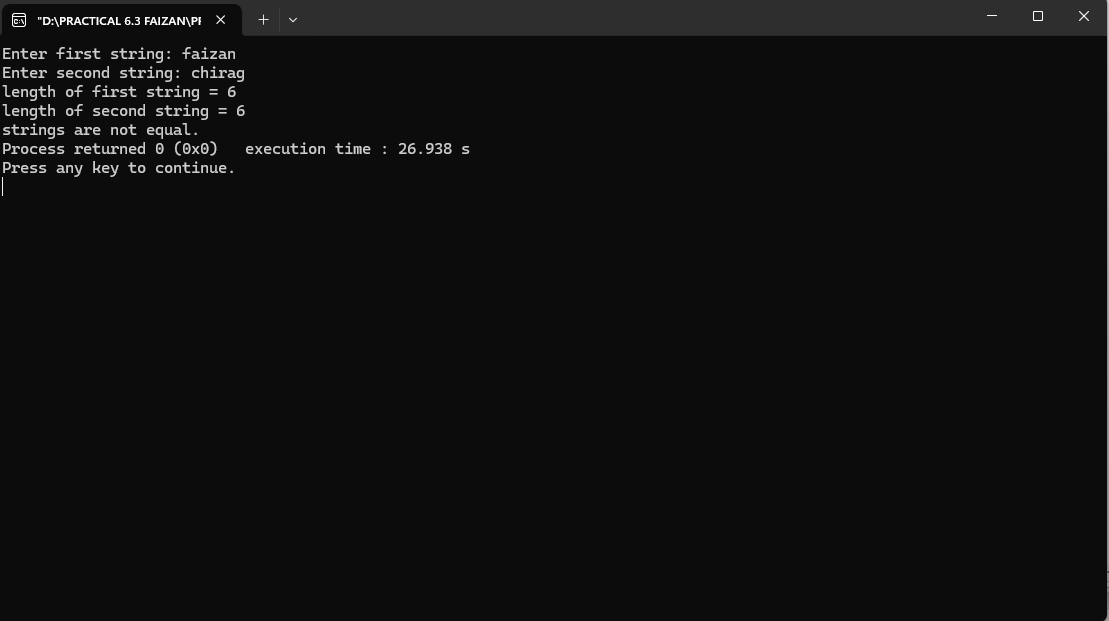 "D:\PRACTICAL 6.3 FAIZAN\PF
Enter first string: faizan
Enter second string: chirag
length of first string = 6
length of second string = 6
strings are not equal.
Process returned 0 (0x0)   execution time : 26.938 s
Press any key to continue.